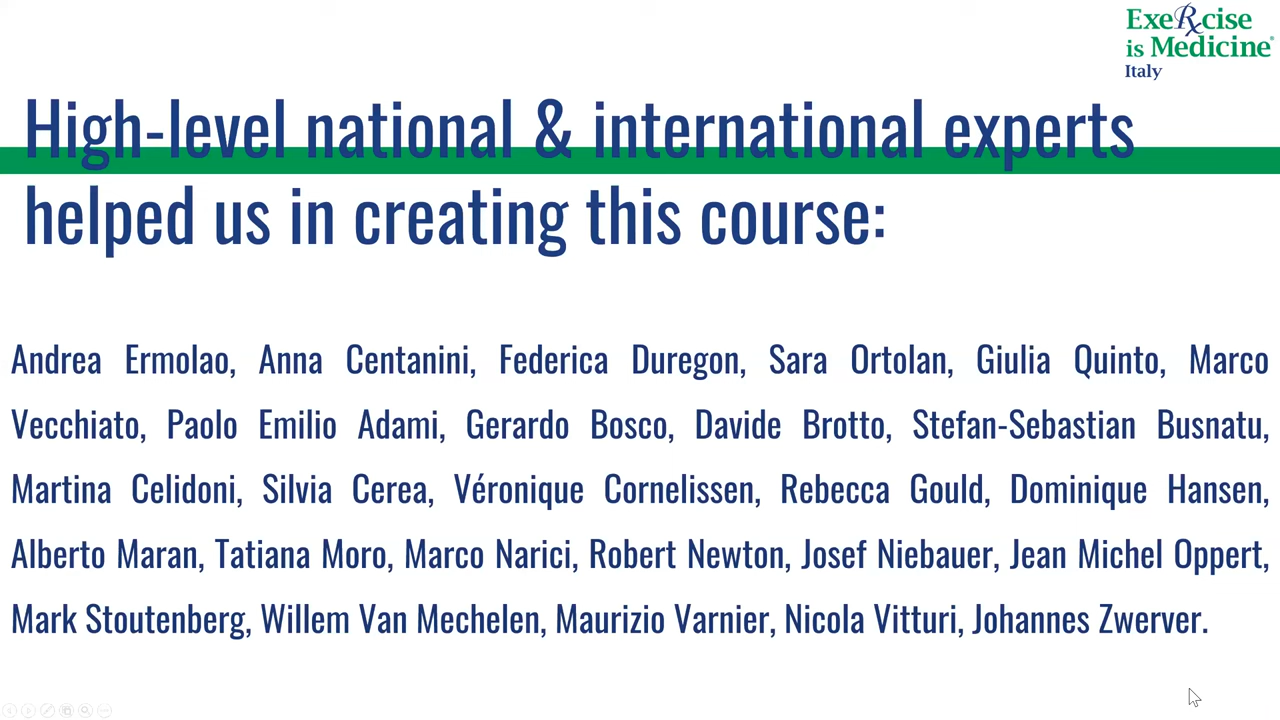 ExeRxcise
is Medicine®
Italy
High-level national & international experts
helped us in creating this course:
Andrea Ermolao, Anna Centanini, Federica Duregon, Sara Ortolan, Giulia Quinto, Marco
Vecchiato, Paolo Emilio Adami, Gerardo Bosco, Davide Brotto, Stefan-Sebastian Busnatu,
Martina Celidoni, Silvia Cerea, Véronique Cornelissen, Rebecca Gould, Dominique Hansen,
Alberto Maran, Tatiana Moro, Marco Narici, Robert Newton, Josef Niebauer, Jean Michel Oppert,
Mark Stoutenberg, Willem Van Mechelen, Maurizio Varnier, Nicola Vitturi, Johannes Zwerver.